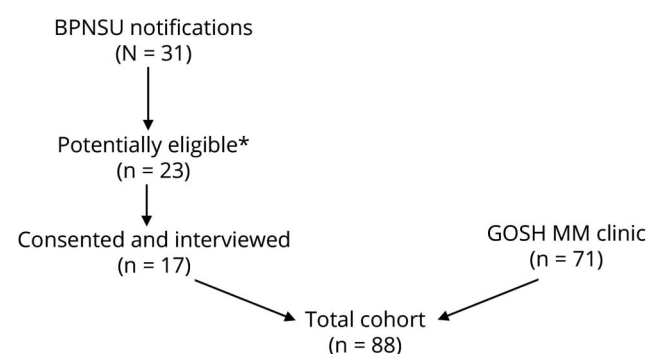 BPNSU notifications
(N = 31)
Potentially eligible*
(n = 23)
Consented and interviewed
(n = 17)
GOSH MM clinic
(n = 71)
Total cohort
(n = 88)